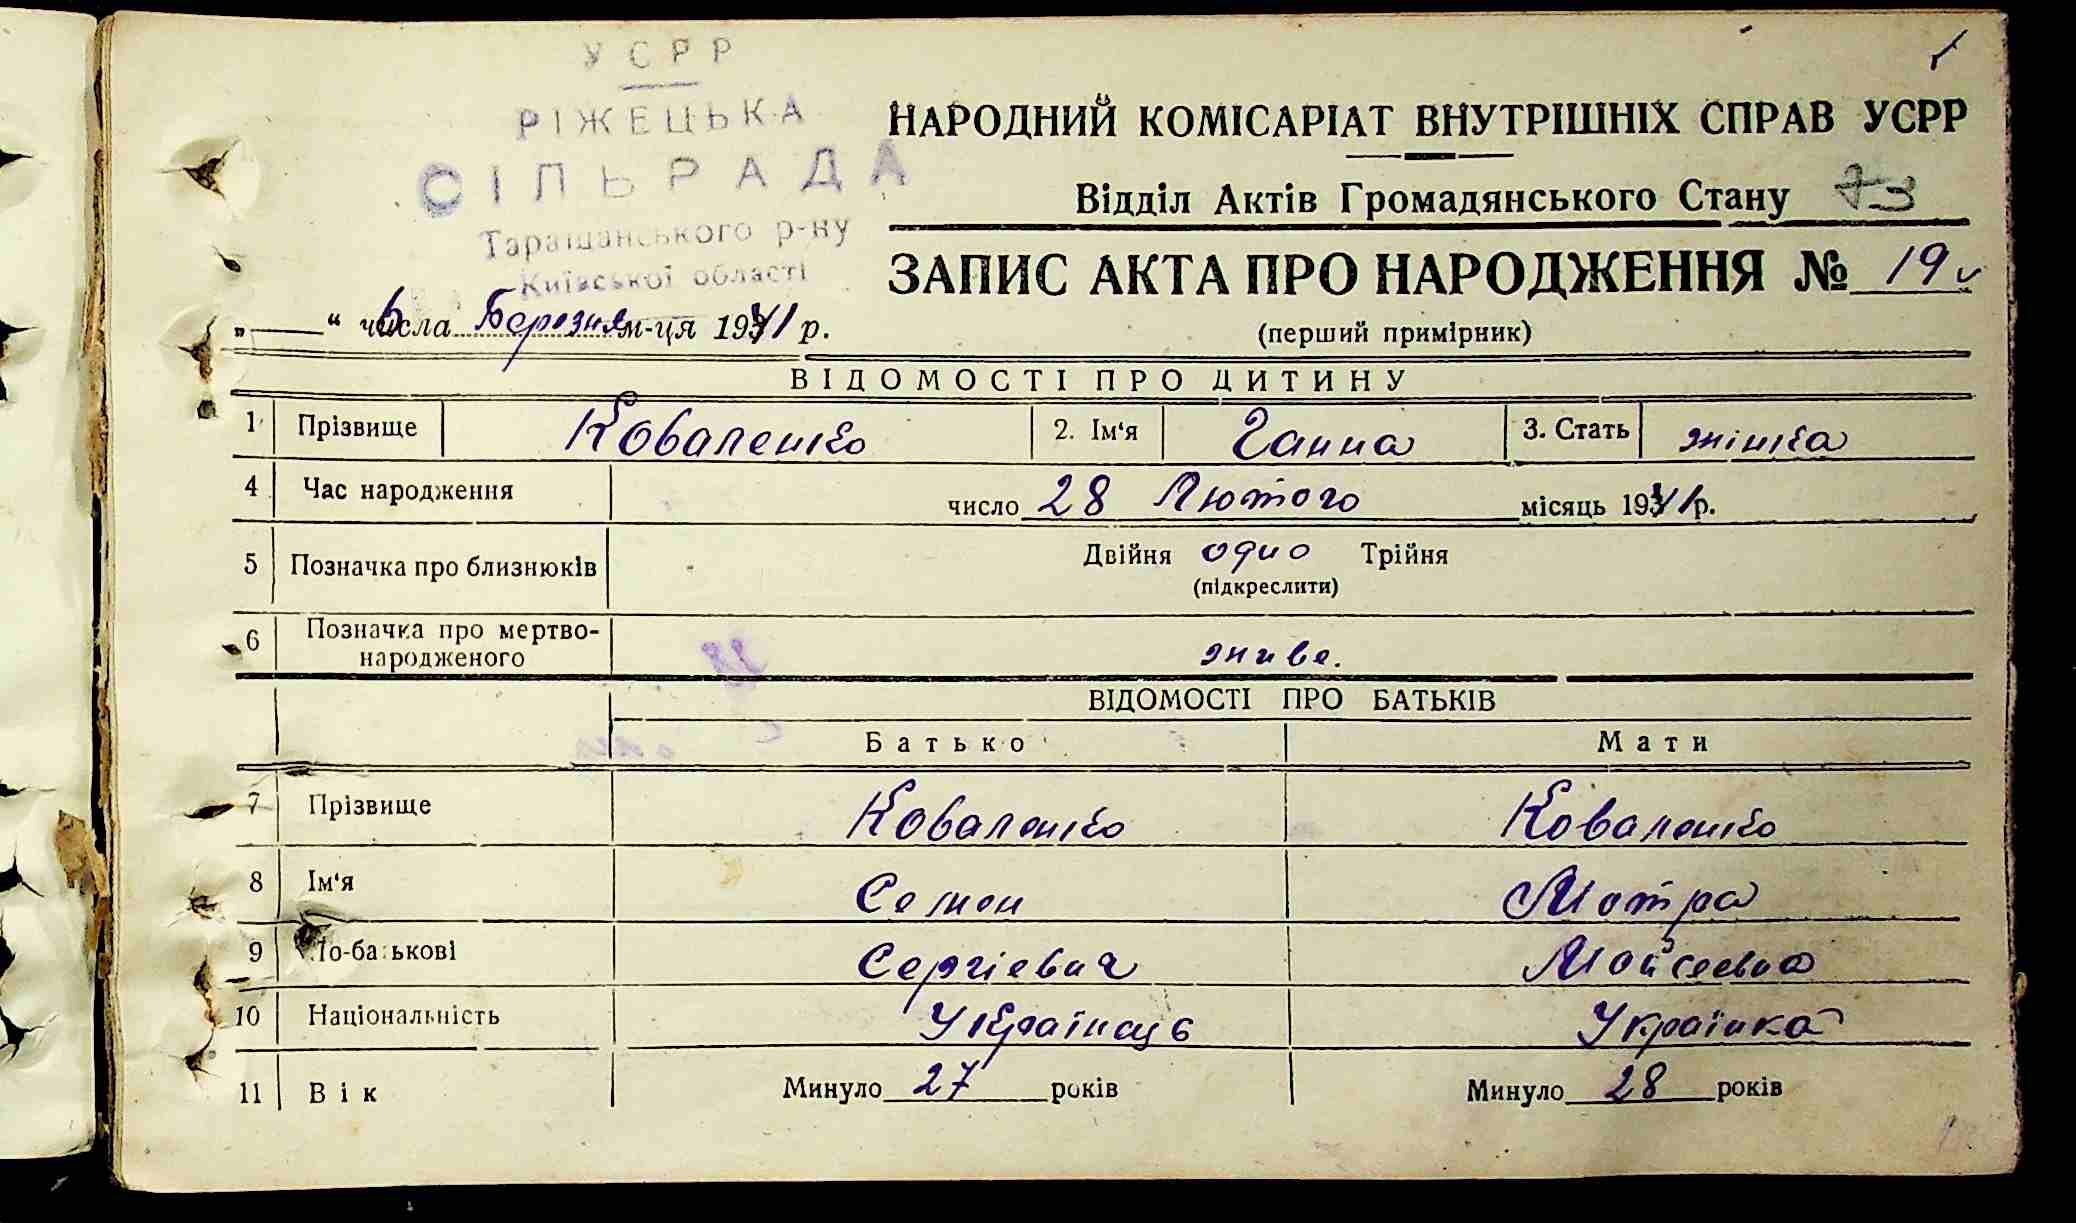 УСРР
РІЖЕЦЬКА
СІЛЬРАДА
Таращанського р-ну
Київської області
НАРОДНИЙ КОМІСАРІАТ ВНУТРІШНІХ СПРАВ УСРР
Відділ Актів Громадянського Стану 73
ЗАПИС АКТА ПРО НАРОДЖЕННЯ № 19
„—“ 6 числа Березня м-ця 1941 р.
(перший примірник)
ВІДОМОСТІ ПРО ДИТИНУ
1 Прізвище Коваленко 2. Ім'я Ганна 3. Стать жінка
4 Час народження число 28 Лютого місяць 1941 р.
5 Позначка про близнюків Двійня одно Трійня
(підкреслити)
6 Позначка про мертво-
народженого живе.
ВІДОМОСТІ ПРО БАТЬКІВ
Батько Мати
7 Прізвище Коваленко Коваленко
8 Ім'я Семен Мотра
9 По-батькові Сергієвич Мойсеевна
10 Національність Українець Українка
11 Вік Минуло 27 років Минуло 28 років